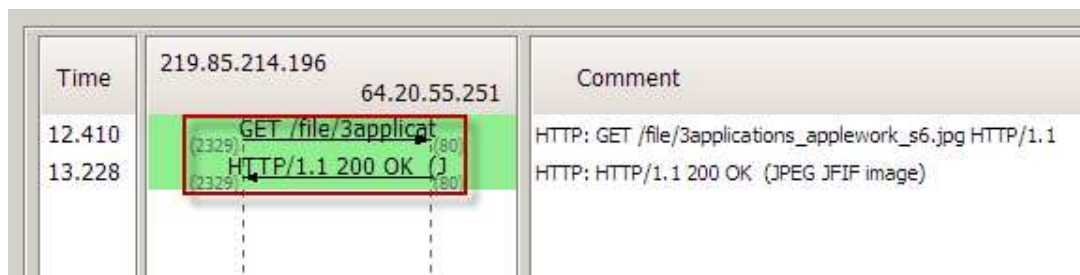 Time
219.85.214.196
64.20.55.251
Comment
12.410
GET /file/3applicat
(2329)
(80)
HTTP: GET /file/3applications_applework_s6.jpg HTTP/1.1
13.228
HTTP/1.1 200 OK (J
(2329)
(80)
HTTP: HTTP/1.1 200 OK (JPEG JFIF image)